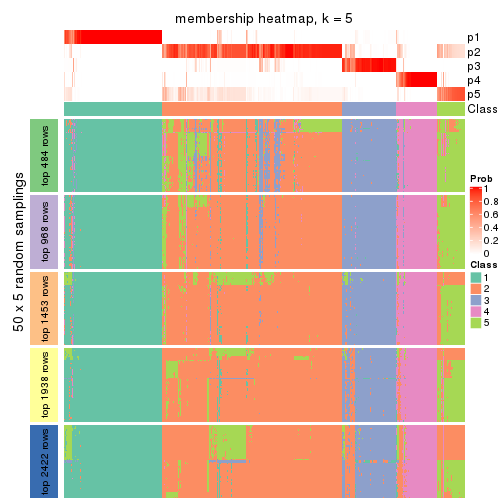 membership heatmap, k = 5
p1
p2
p3
p4
p5
Class
50 x 5 random samplings
top 484 rows
top 968 rows
top 1453 rows
top 1938 rows
top 2422 rows
Prob
1
0.8
0.6
0.4
0.2
0
Class
1
2
3
4
5